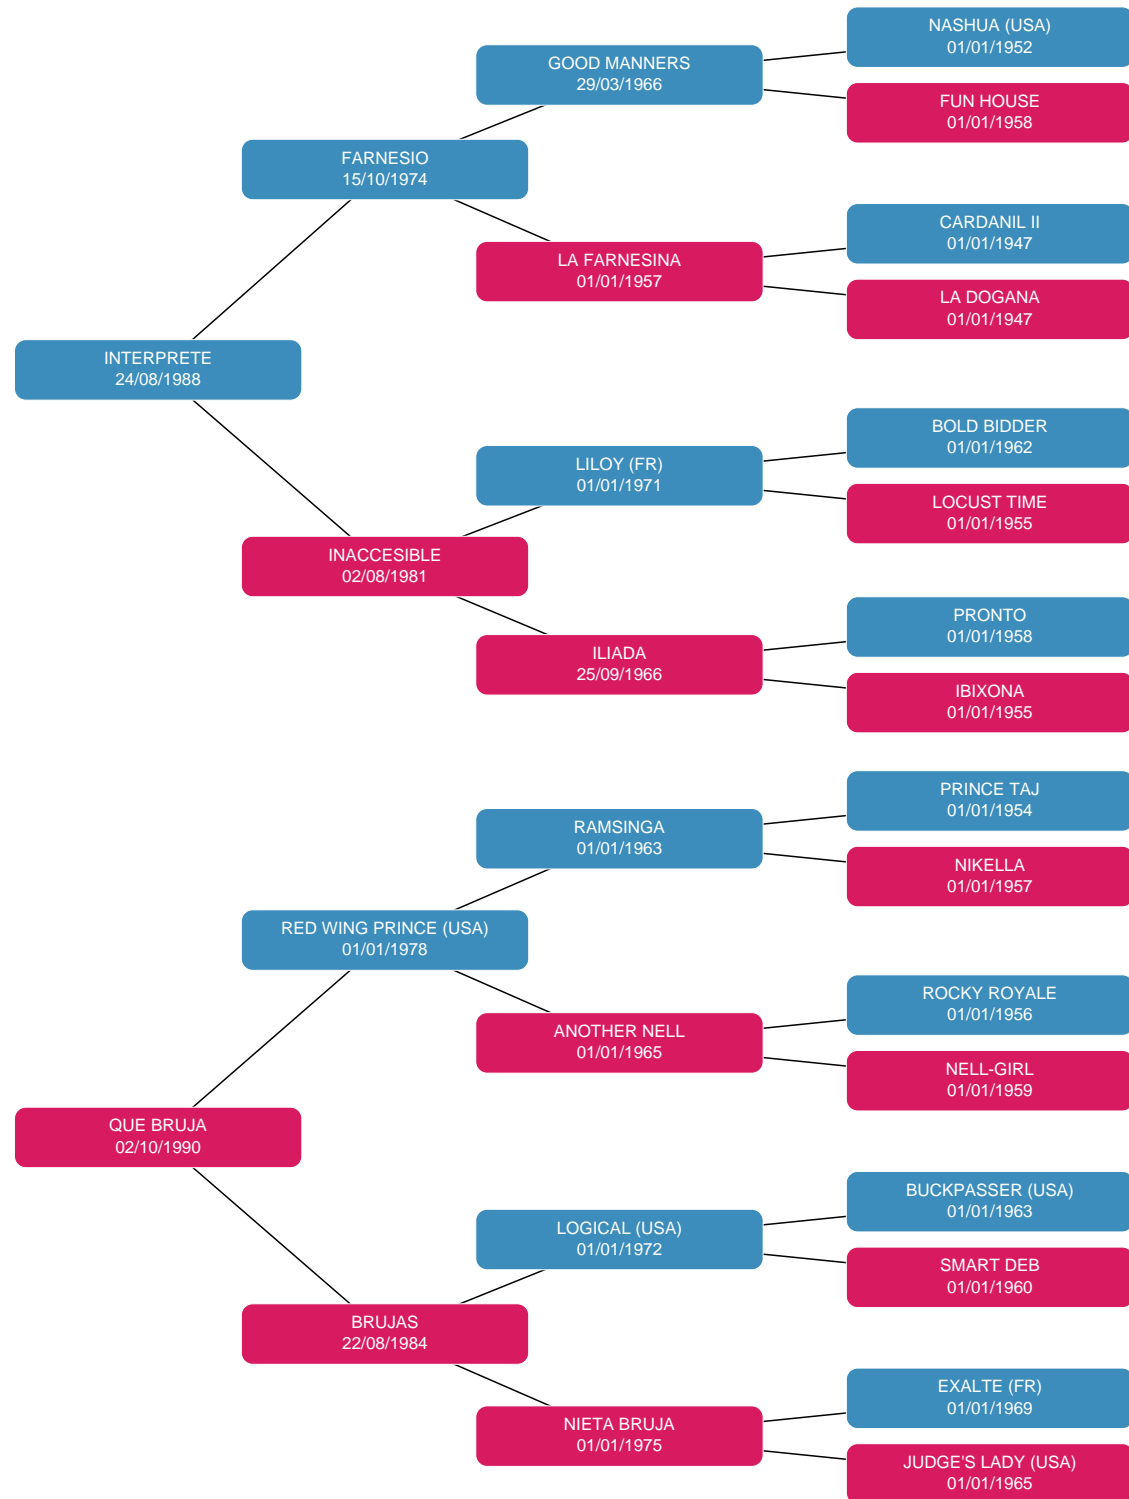 NASHUA (USA)
01/01/1952
GOOD MANNERS
29/03/1966
FUN HOUSE
01/01/1958
FARNESIO
15/10/1974
CARDANIL II
01/01/1947
LA FARNESINA
01/01/1957
LA DOGANA
01/01/1947
INTERPRETE
24/08/1988
BOLD BIDDER
01/01/1962
LILOY (FR)
01/01/1971
LOCUST TIME
01/01/1955
INACCESIBLE
02/08/1981
PRONTO
01/01/1958
ILIADA
25/09/1966
IBIXONA
01/01/1955
PRINCE TAJ
01/01/1954
RAMSINGA
01/01/1963
NIKELLA
01/01/1957
RED WING PRINCE (USA)
01/01/1978
ROCKY ROYALE
01/01/1956
ANOTHER NELL
01/01/1965
NELL-GIRL
01/01/1959
QUE BRUJA
02/10/1990
BUCKPASSER (USA)
01/01/1963
LOGICAL (USA)
01/01/1972
SMART DEB
01/01/1960
BRUJAS
22/08/1984
EXALTE (FR)
01/01/1969
NIETA BRUJA
01/01/1975
JUDGE'S LADY (USA)
01/01/1965